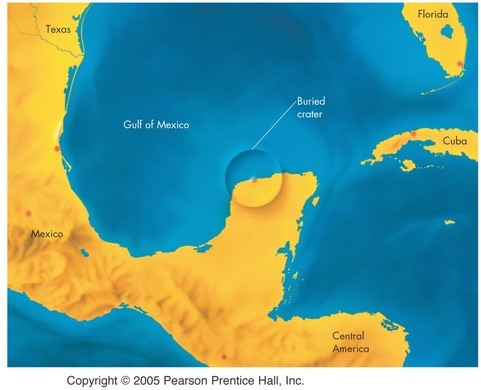 Florida
Texas
Buried
crater
Gulf of Mexico
Cuba
Mexico
Central
America
Copyright © 2005 Pearson Prentice Hall, Inc.